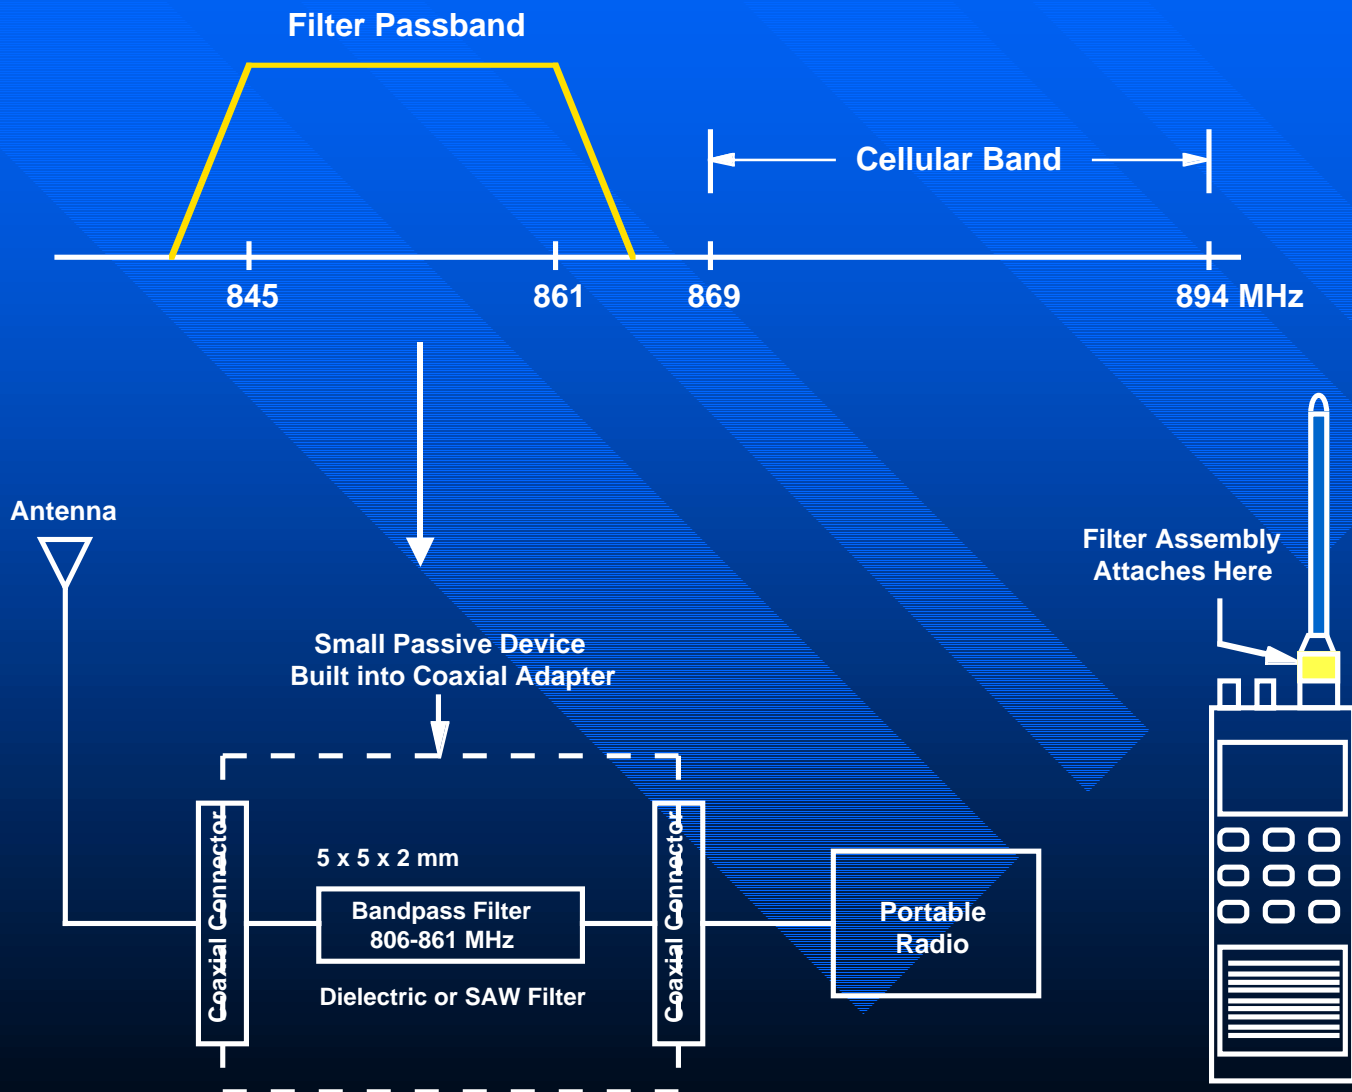 Filter Passband
Cellular Band
845
861
869
894 MHz
Antenna
Filter Assembly
Attaches Here
Small Passive Device
Built into Coaxial Adapter
Coaxial Connector
5 x 5 x 2 mm
Bandpass Filter
806-861 MHz
Dielectric or SAW Filter
Coaxial Connector
Portable
Radio